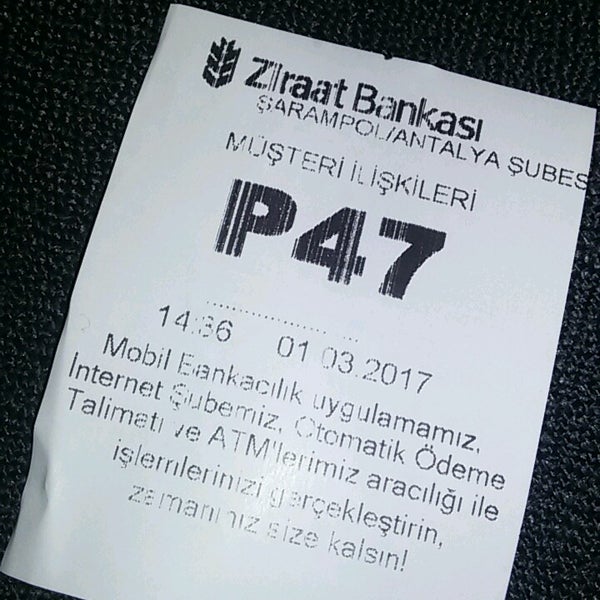 Ziraat Bankası
ŞARAMPOL/ANTALYA ŞUBES
MÜŞTERİ İLİŞKİLERİ
P47
14:36 01.03.2017
Mobil Bankacılık uygulamamız,
Internet Şubemiz, Otomatik Ödeme
Talimatı ve ATM'lerimiz aracılığı ile
işlemlerinizi gerçekleştirin,
zamanınız size kalsın!